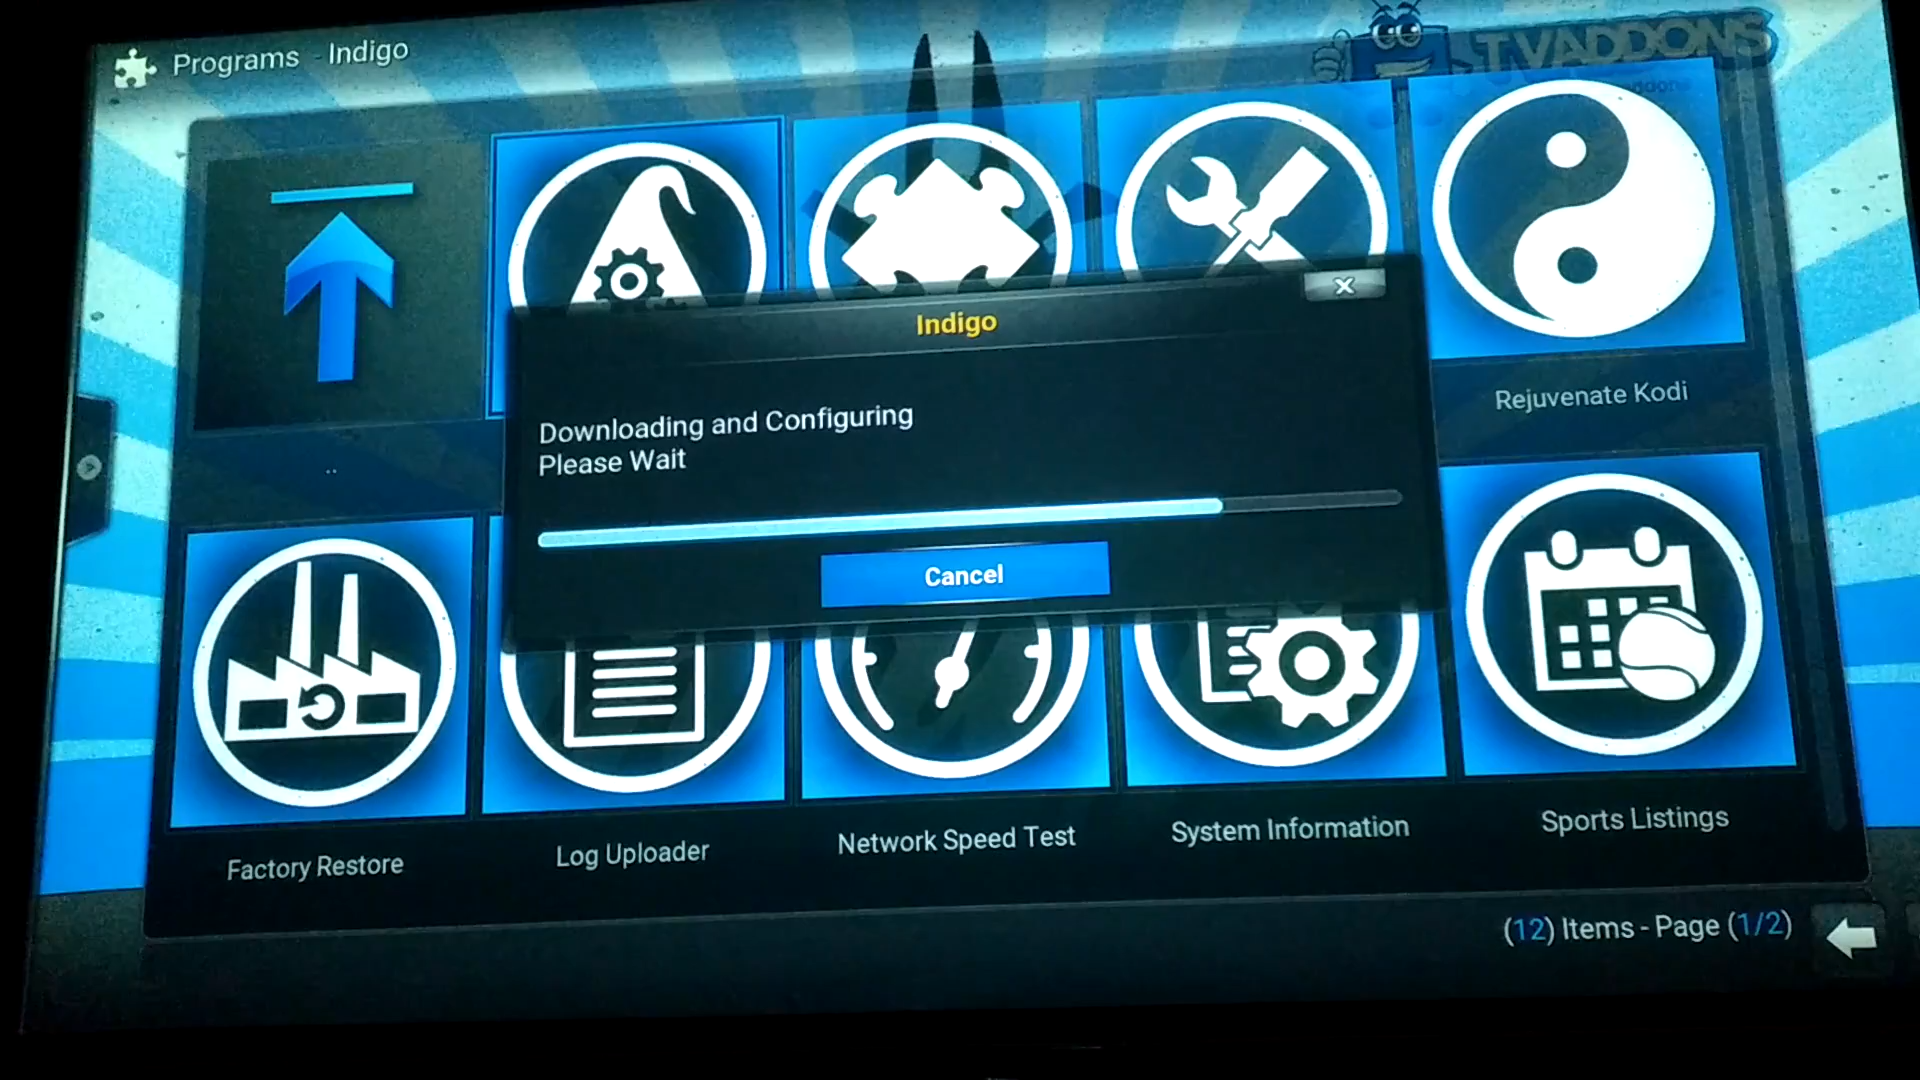 Programs - Indigo
TVADDONS
Indigo
Downloading and Configuring
Please Wait
Cancel
Rejuvenate Kodi
..
Factory Restore
Log Uploader
Network Speed Test
System Information
Sports Listings
(12) Items - Page (1/2)